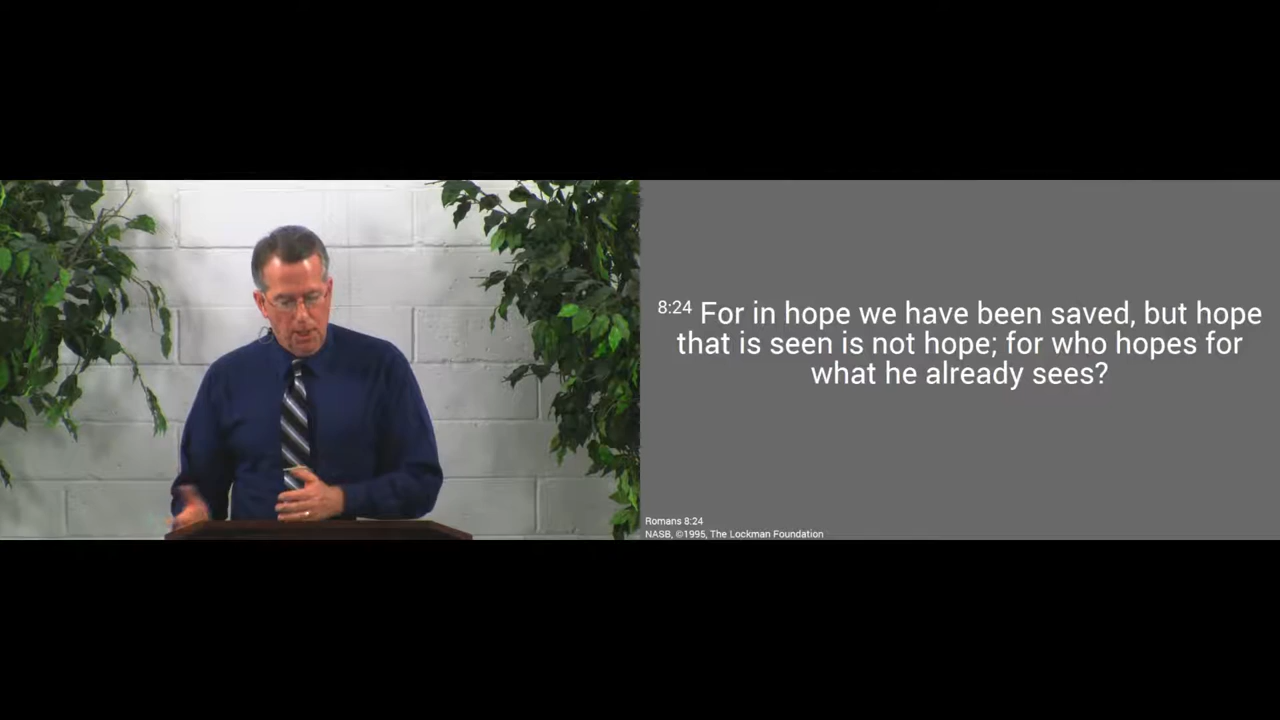 8:24 For in hope we have been saved, but hope
that is seen is not hope; for who hopes for
what he already sees?
Romans 8:24
NASB, ©1995, The Lockman Foundation